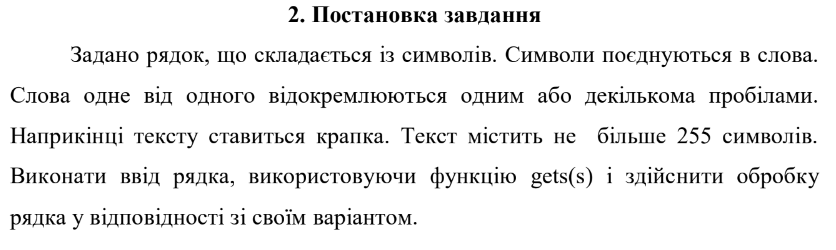 2. Постановка завдання
Задано рядок, що складається із символів. Символи поєднуються в слова.
Слова одне від одного відокремлюються одним або декількома пробілами.
Наприкінці тексту ставиться крапка. Текст містить не більше 255 символів.
Виконати ввід рядка, використовуючи функцію gets(s) і здійснити обробку
рядка у відповідності зі своїм варіантом.